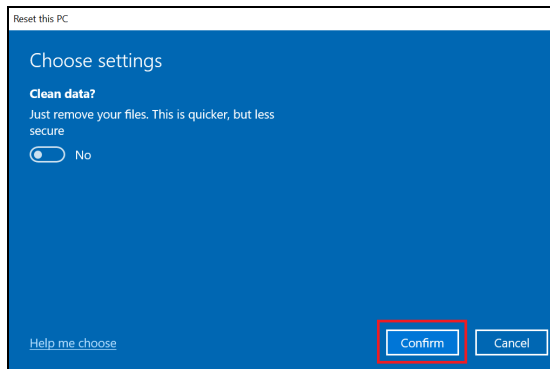 Reset this PC
Choose settings
Clean data?
Just remove your files. This is quicker, but less
secure
No
Help me choose
Confirm
Cancel